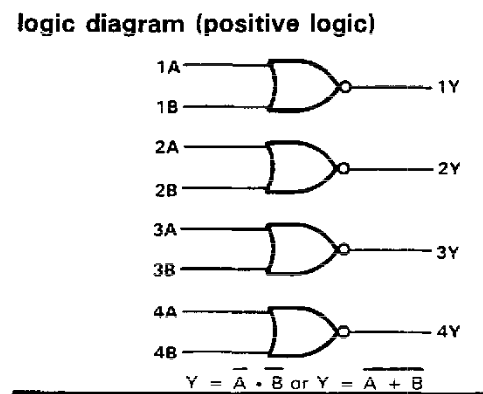 logic diagram (positive logic)
1A
1B
1Y
2A
2B
2Y
3A
3B
3Y
4A
4B
4Y
Y = A̅ • B̅ or Y = A̅ ̅+̅ ̅B̅